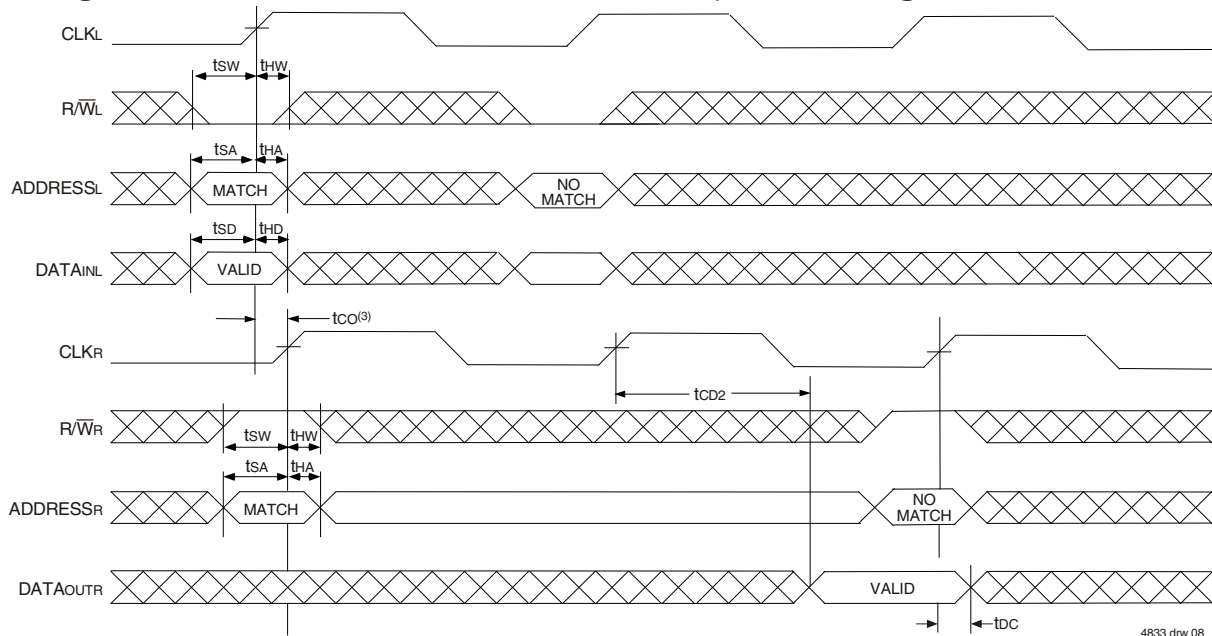 CLKL
tSW tHW
R/W̅L
tSA tHA
ADDRESSL MATCH NO MATCH
tSD tHD
DATAINL VALID
tCO(3)
CLKR
tCD2
R/W̅R
tSW tHW
tSA tHA
ADDRESSR MATCH NO MATCH
DATAOUTR VALID
tDC
4833 drw 08